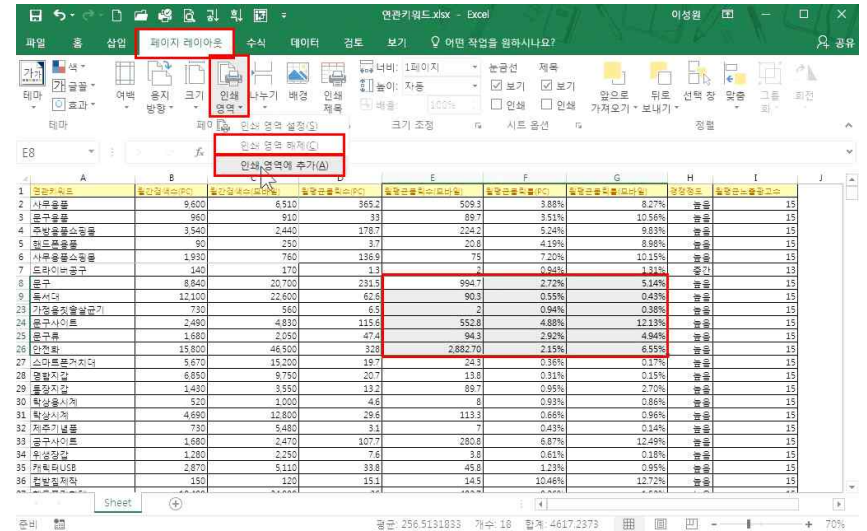 연관키워드.xlsx - Excel 이성원
파일 홈 삽입 페이지 레이아웃 수식 데이터 검토 보기 어떤 작업을 원하시나요? 공유
가가 색 글꼴 효과 테마 여백 용지 방향 크기 인쇄 영역 나누기 배경 인쇄 제목
너비: 1페이지 높이: 자동 배율: 100%
눈금선 제목
보기 보기
인쇄 인쇄
앞으로 가져오기 뒤로 보내기 선택 창 맞춤 그룹화 회전
테마 크기 조정 시트 옵션 정렬
인쇄 영역 설정(S)
인쇄 영역 해제(C)
인쇄 영역에 추가(A)
E8 fx
A B C D E F G H I J
1 연관키워드 월간검색수(PC) 월간검색수(모바일) 월평균클릭수(PC) 월평균클릭수(모바일) 월평균클릭률(PC) 월평균클릭률(모바일) 경쟁정도 월평균노출광고수
2 사무용품 9,600 6,510 365.2 509.3 3.88% 8.27% 높음 15
3 문구용품 960 910 33 89.7 3.51% 10.56% 높음 15
4 주방용품쇼핑몰 3,540 2,440 178.7 224.2 5.24% 9.83% 높음 15
5 핸드폰용품 90 250 3.7 20.8 4.19% 8.98% 높음 15
6 사무용품쇼핑몰 1,930 760 136.9 75 7.20% 10.15% 높음 15
7 드라이버공구 140 170 1.3 2 0.94% 1.31% 중간 13
8 문구 8,840 20,700 231.5 994.7 2.72% 5.14% 높음 15
9 독서대 12,100 22,600 62.6 90.3 0.55% 0.43% 높음 15
23 가정용칫솔살균기 730 560 6.5 2 0.94% 0.38% 높음 15
24 문구사이트 2,490 4,830 115.6 552.8 4.88% 12.13% 높음 15
25 문구류 1,680 2,050 47.4 94.3 2.92% 4.94% 높음 15
26 안전화 15,800 46,500 328 2,882.70 2.15% 6.55% 높음 15
27 스마트폰거치대 5,670 15,200 19.7 24.3 0.36% 0.17% 높음 15
28 명함지갑 6,850 9,750 20.7 13.8 0.31% 0.15% 높음 15
29 통장지갑 1,430 3,550 13.2 89.7 0.95% 2.70% 높음 15
30 탁상용시계 520 1,000 4.6 8 0.93% 0.86% 높음 15
31 탁상시계 4,690 12,800 29.6 113.3 0.66% 0.96% 높음 15
32 제주기념품 730 5,480 3.1 7 0.43% 0.14% 높음 15
33 공구사이트 1,680 2,470 107.7 280.8 6.87% 12.49% 높음 15
34 위생장갑 1,280 2,250 7.6 3.8 0.61% 0.18% 높음 15
35 캐릭터USB 2,870 5,110 33.8 45.8 1.23% 0.95% 높음 15
36 컵받침제작 150 120 15.1 14.5 10.46% 12.72% 높음 15
Sheet
준비 평균: 256.5131833 개수: 18 합계: 4617.2373 70%